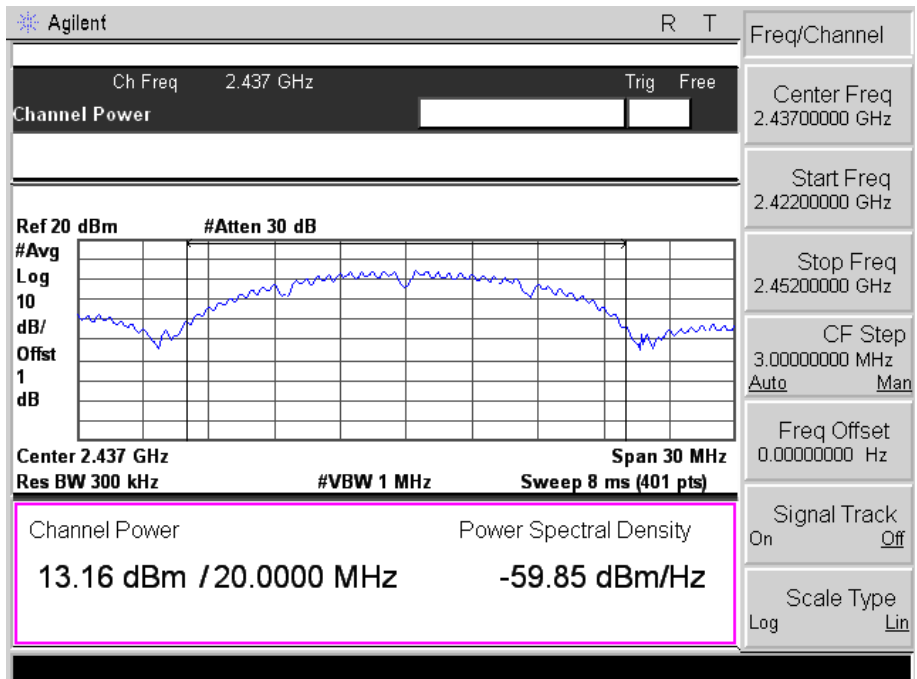 Agilent R T
Freq/Channel
Ch Freq 2.437 GHz Trig Free
Channel Power
Center Freq
2.43700000 GHz
Start Freq
2.42200000 GHz
Stop Freq
2.45200000 GHz
CF Step
3.00000000 MHz
Auto Man
Freq Offset
0.00000000 Hz
Signal Track
On Off
Scale Type
Log Lin
Ref 20 dBm #Atten 30 dB
#Avg
Log
10
dB/
Offst
1
dB
Center 2.437 GHz Span 30 MHz
Res BW 300 kHz #VBW 1 MHz Sweep 8 ms (401 pts)
Channel Power Power Spectral Density
13.16 dBm / 20.0000 MHz -59.85 dBm/Hz